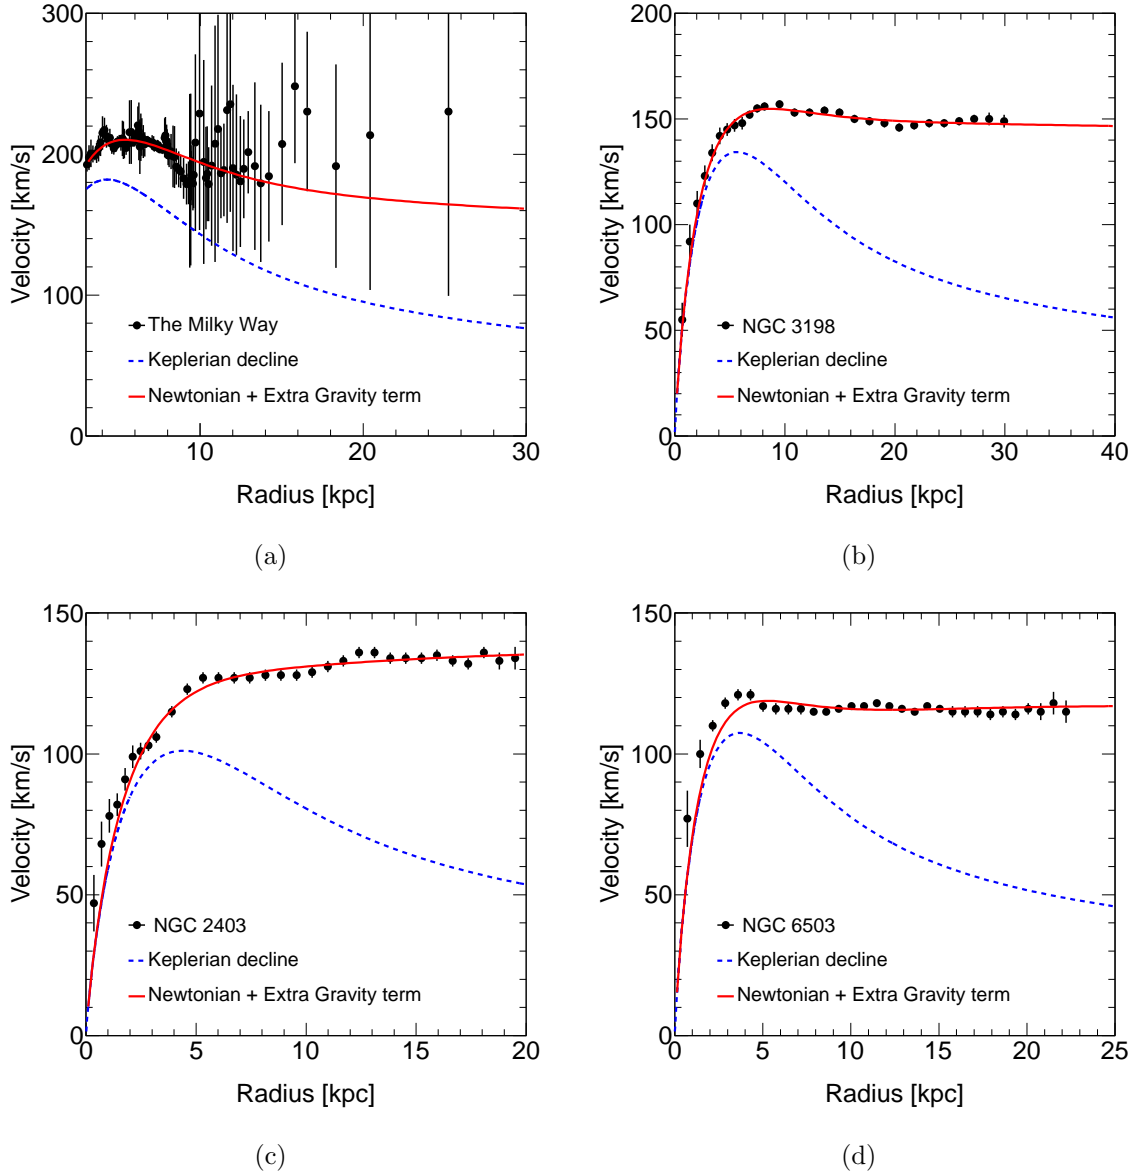 300
200
100
0
Velocity [km/s]
The Milky Way
Keplerian decline
Newtonian + Extra Gravity term
10
20
30
Radius [kpc]
(a)
200
150
100
50
0
Velocity [km/s]
NGC 3198
Keplerian decline
Newtonian + Extra Gravity term
0
10
20
30
40
Radius [kpc]
(b)
150
100
50
0
Velocity [km/s]
NGC 2403
Keplerian decline
Newtonian + Extra Gravity term
0
5
10
15
20
Radius [kpc]
(c)
150
100
50
0
Velocity [km/s]
NGC 6503
Keplerian decline
Newtonian + Extra Gravity term
0
5
10
15
20
25
Radius [kpc]
(d)